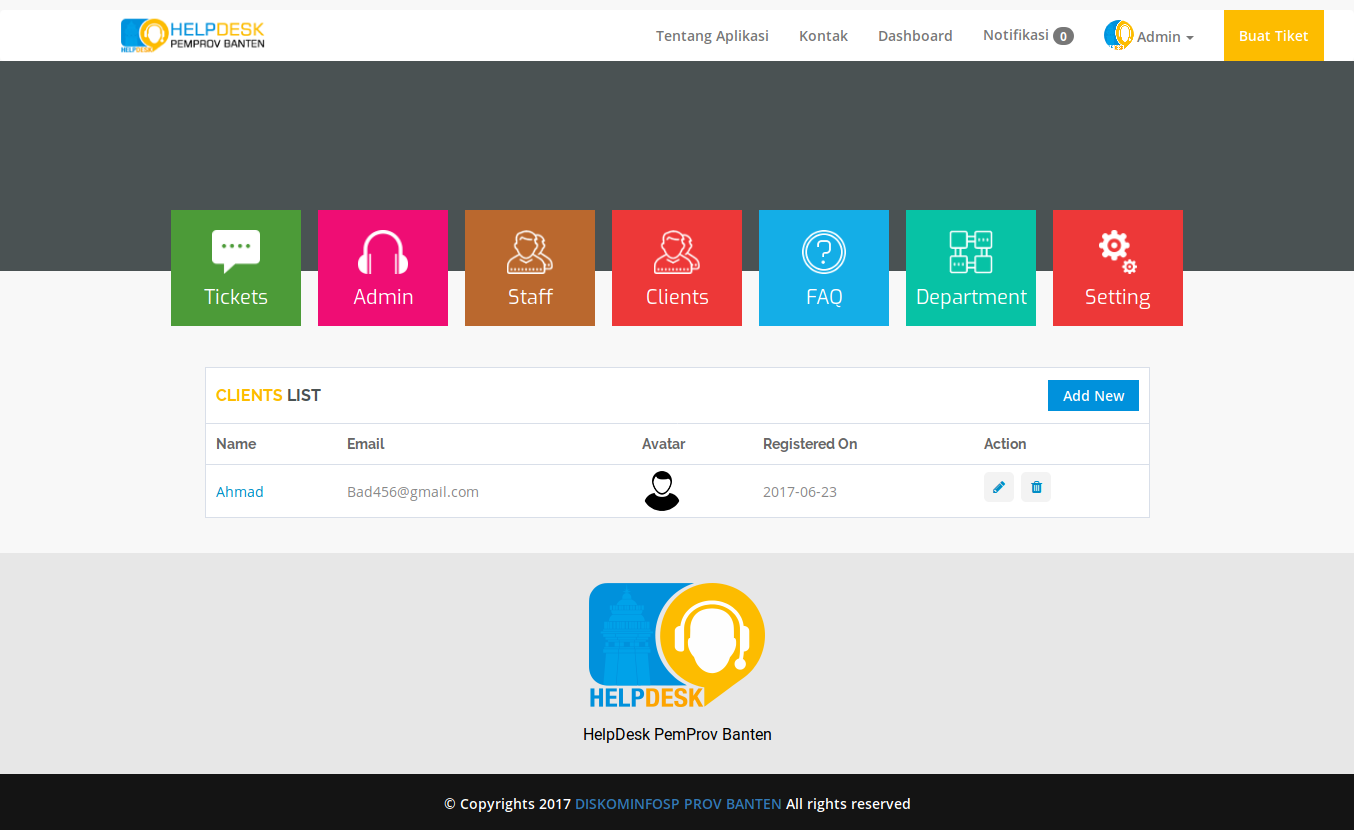 HELPDESK
PEMPROV BANTEN
HELPDESK
Tentang Aplikasi
Kontak
Dashboard
Notifikasi 0
Admin
Buat Tiket
Tickets
Admin
Staff
Clients
FAQ
Department
Setting
CLIENTS LIST
Add New
Name Email Avatar Registered On Action
Ahmad Bad456@gmail.com 2017-06-23
HELPDESK
HelpDesk PemProv Banten
© Copyrights 2017 DISKOMINFOSP PROV BANTEN All rights reserved